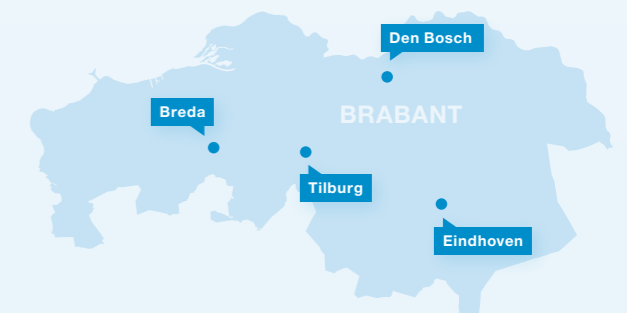 Den Bosch
Breda
BRABANT
Tilburg
Eindhoven